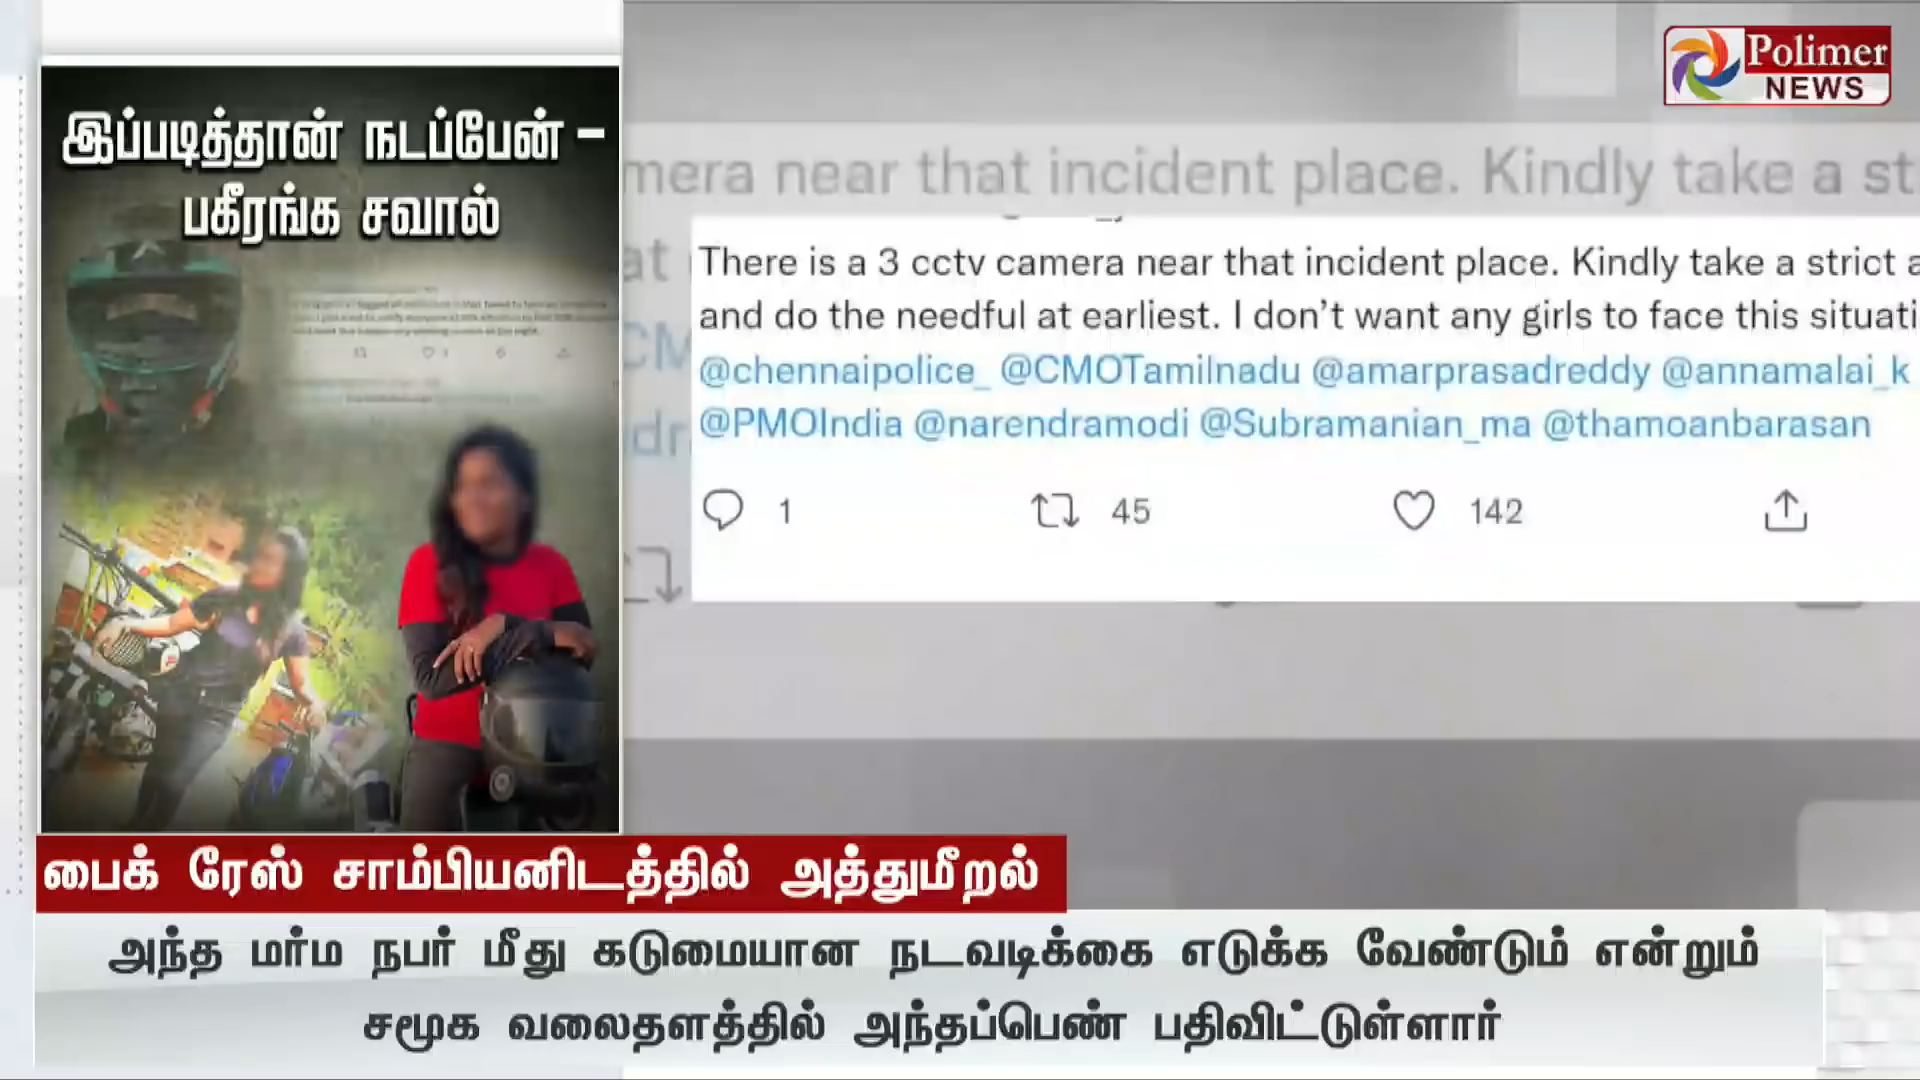 Polimer
NEWS
இப்படித்தான் நடப்பேன் –
பகீரங்க சவால்
mera near that incident place. Kindly take a st
at
There is a 3 cctv camera near that incident place. Kindly take a strict a
and do the needful at earliest. I don't want any girls to face this situati
@chennaipolice_ @CMOTamilnadu @amarprasadreddy @annamalai_k
@PMOIndia @narendramodi @Subramanian_ma @thamoanbarasan
1 45 142
பைக் ரேஸ் சாம்பியனிடத்தில் அத்துமீறல்
அந்த மர்ம நபர் மீது கடுமையான நடவடிக்கை எடுக்க வேண்டும் என்றும்
சமூக வலைதளத்தில் அந்தப்பெண் பதிவிட்டுள்ளார்